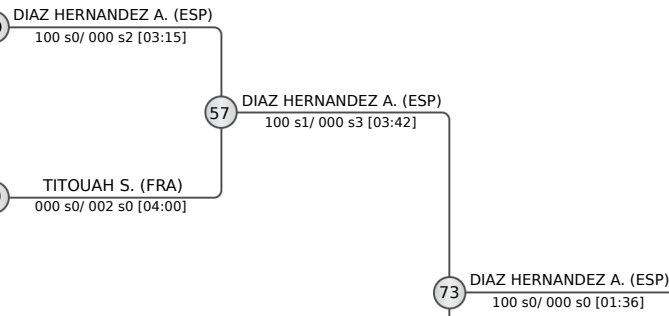 DIAZ HERNANDEZ A. (ESP)
100 s0/ 000 s2 [03:15]
57
DIAZ HERNANDEZ A. (ESP)
100 s1/ 000 s3 [03:42]
TITOUAH S. (FRA)
000 s0/ 002 s0 [04:00]
73
DIAZ HERNANDEZ A. (ESP)
100 s0/ 000 s0 [01:36]